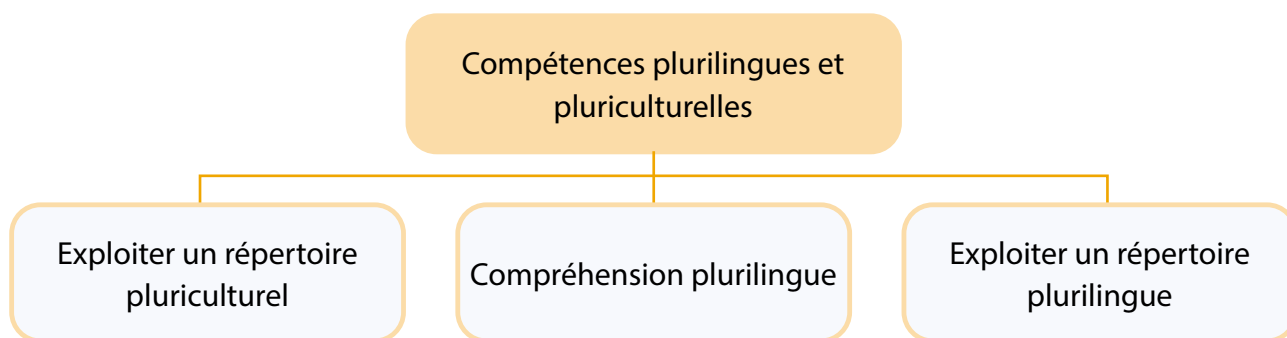 Compétences plurilingues et
pluriculturelles
Exploiter un répertoire
pluriculturel
Compréhension plurilingue
Exploiter un répertoire
plurilingue